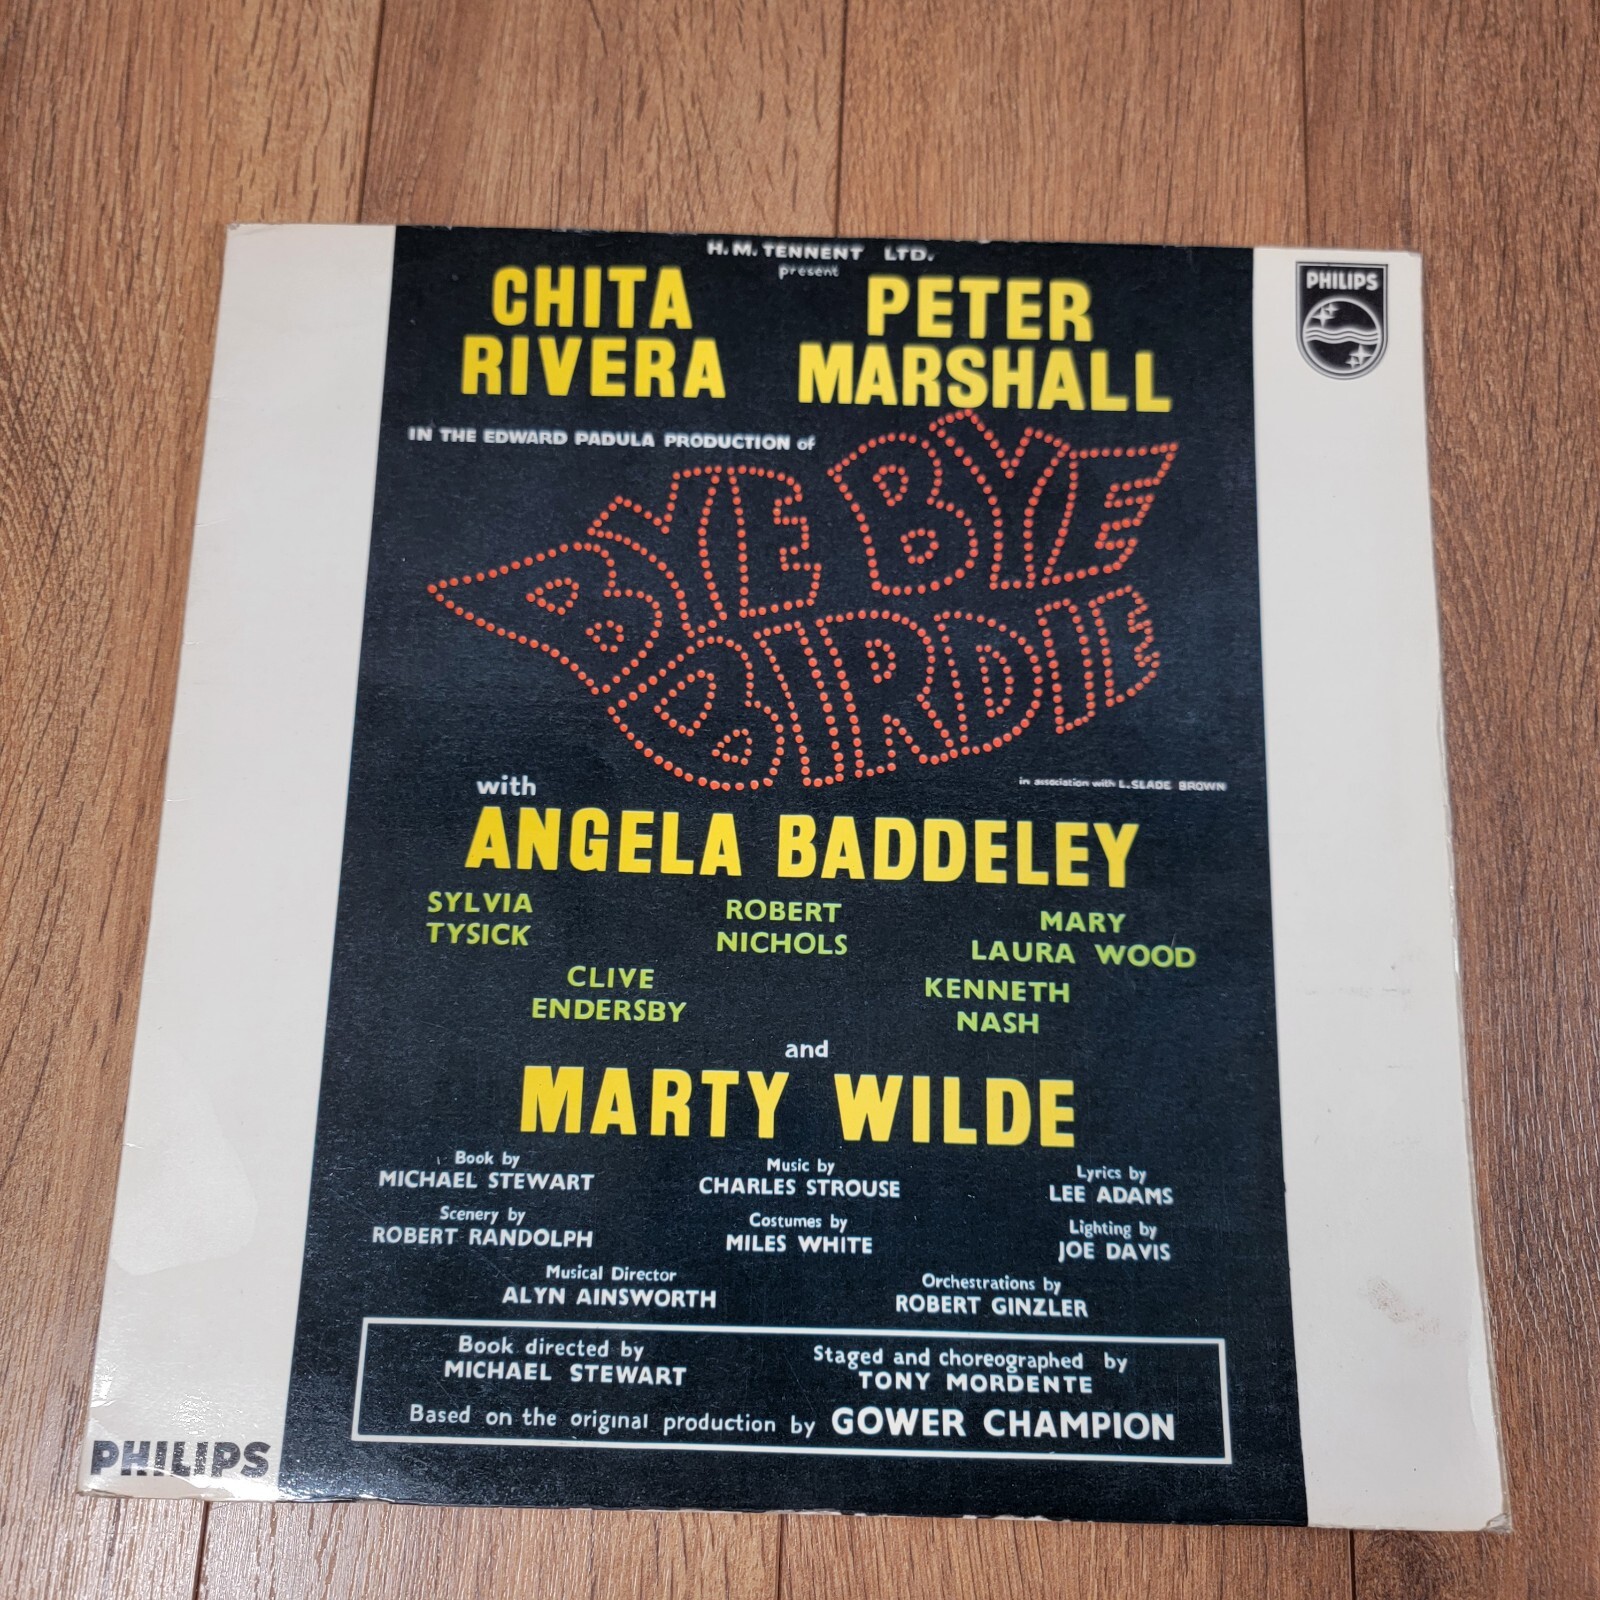 H. M. TENNENT LTD.
present
CHITA RIVERA
PETER MARSHALL
PHILIPS
IN THE EDWARD PADULA PRODUCTION of
BYE BYE
BIRDIE
in association with L. SLADE BROWN
with
ANGELA BADDELEY
SYLVIA TYSICK
ROBERT NICHOLS
MARY LAURA WOOD
CLIVE ENDERSBY
KENNETH NASH
and
MARTY WILDE
Book by
MICHAEL STEWART
Music by
CHARLES STROUSE
Lyrics by
LEE ADAMS
Scenery by
ROBERT RANDOLPH
Costumes by
MILES WHITE
Lighting by
JOE DAVIS
Musical Director
ALYN AINSWORTH
Orchestrations by
ROBERT GINZLER
Book directed by
MICHAEL STEWART
Staged and choreographed by
TONY MORDENTE
Based on the original production by GOWER CHAMPION
PHILIPS